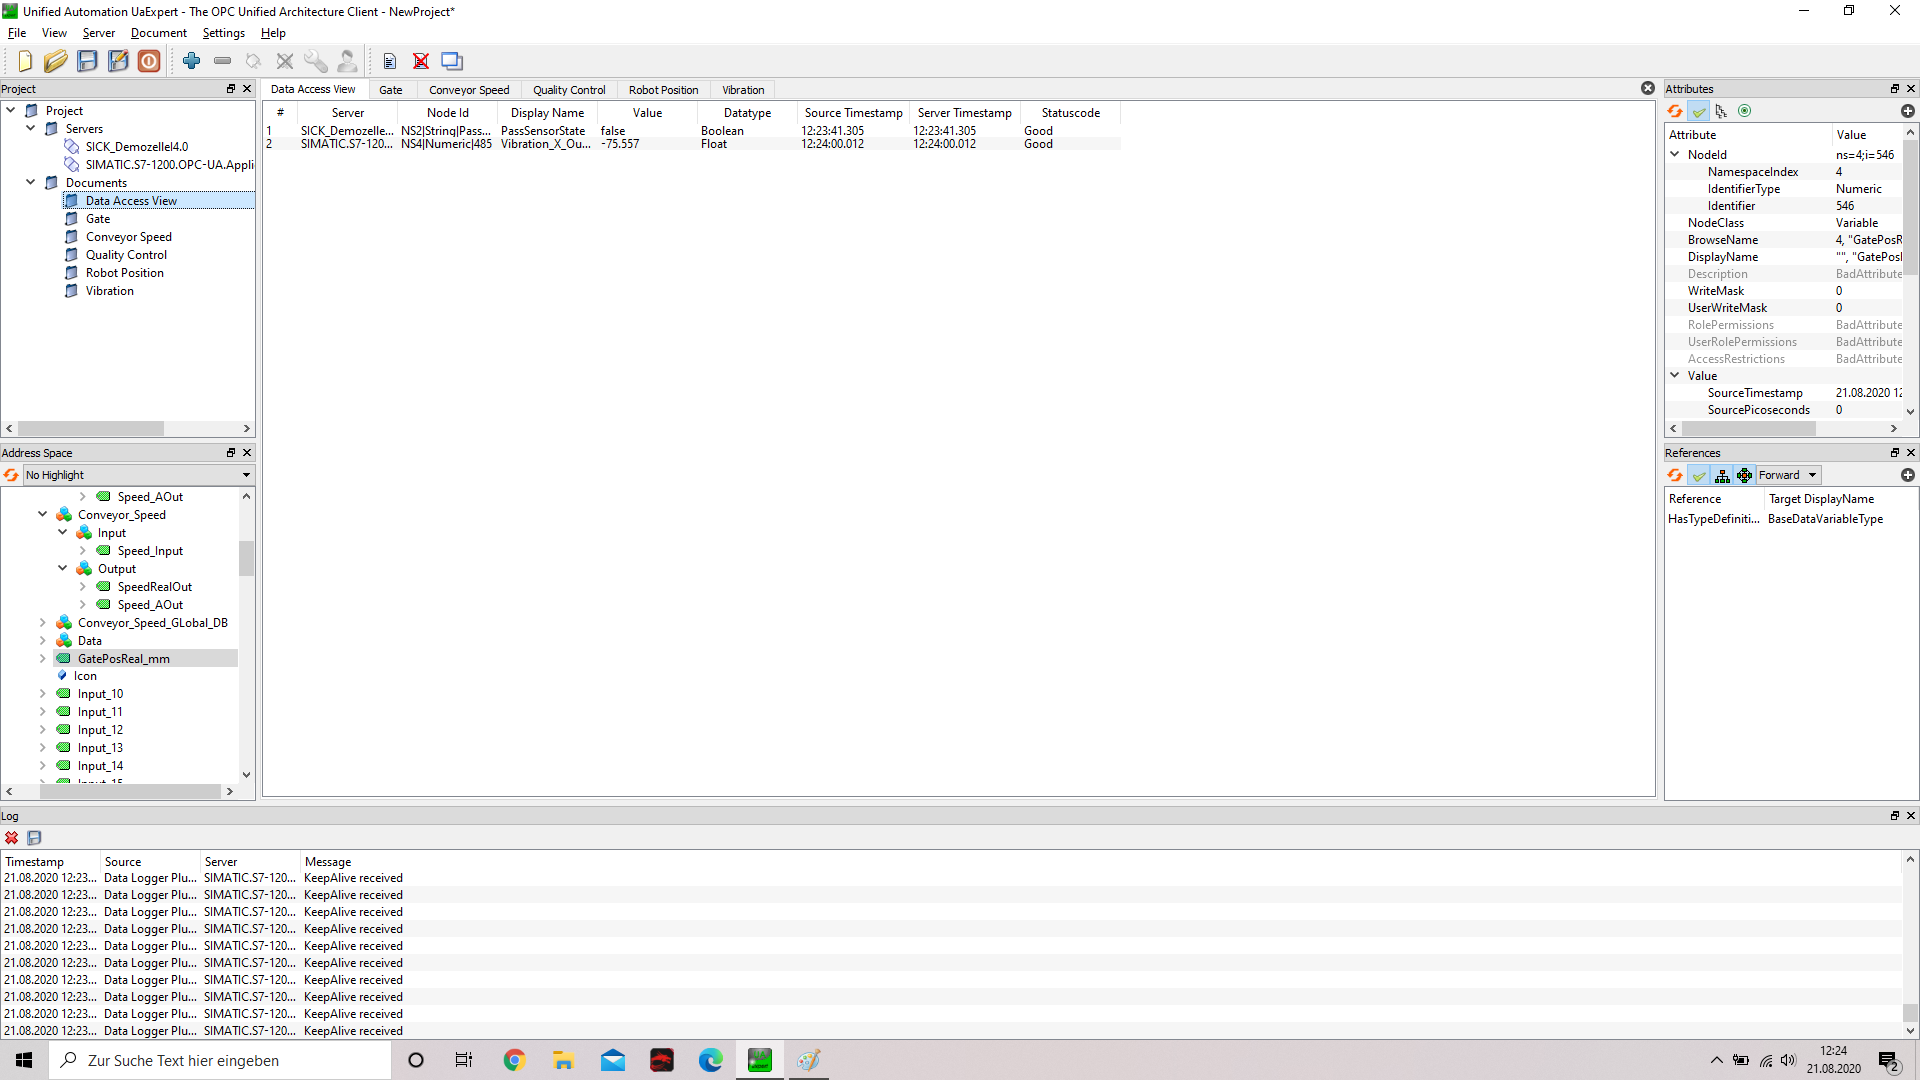 Unified Automation UaExpert - The OPC Unified Architecture Client - NewProject*
File View Server Document Settings Help
Project
Project
Servers
SICK_DemozelleI4.0
SIMATIC.S7-1200.OPC-UA.Appli
Documents
Data Access View
Gate
Conveyor Speed
Quality Control
Robot Position
Vibration
Address Space
No Highlight
Speed_AOut
Conveyor_Speed
Input
Speed_Input
Output
SpeedRealOut
Speed_AOut
Conveyor_Speed_GLobal_DB
Data
GatePosReal_mm
Icon
Input_10
Input_11
Input_12
Input_13
Input_14
Input_15
Data Access View Gate Conveyor Speed Quality Control Robot Position Vibration
# Server Node Id Display Name Value Datatype Source Timestamp Server Timestamp Statuscode
1 SICK_Demozelle... NS2|String|Pass... PassSensorState false Boolean 12:23:41.305 12:23:41.305 Good
2 SIMATIC.S7-120... NS4|Numeric|485 Vibration_X_Ou... -75.557 Float 12:24:00.012 12:24:00.012 Good
Attributes
Attribute Value
NodeId ns=4;i=546
NamespaceIndex 4
IdentifierType Numeric
Identifier 546
NodeClass Variable
BrowseName 4, "GatePosR
DisplayName "", "GatePosl
Description BadAttribute
WriteMask 0
UserWriteMask 0
RolePermissions BadAttribute
UserRolePermissions BadAttribute
AccessRestrictions BadAttribute
Value
SourceTimestamp 21.08.2020 12
SourcePicoseconds 0
References
Forward
Reference Target DisplayName
HasTypeDefiniti... BaseDataVariableType
Log
Timestamp Source Server Message
21.08.2020 12:23... Data Logger Plu... SIMATIC.S7-120... KeepAlive received
21.08.2020 12:23... Data Logger Plu... SIMATIC.S7-120... KeepAlive received
21.08.2020 12:23... Data Logger Plu... SIMATIC.S7-120... KeepAlive received
21.08.2020 12:23... Data Logger Plu... SIMATIC.S7-120... KeepAlive received
21.08.2020 12:23... Data Logger Plu... SIMATIC.S7-120... KeepAlive received
21.08.2020 12:23... Data Logger Plu... SIMATIC.S7-120... KeepAlive received
21.08.2020 12:23... Data Logger Plu... SIMATIC.S7-120... KeepAlive received
21.08.2020 12:23... Data Logger Plu... SIMATIC.S7-120... KeepAlive received
21.08.2020 12:23... Data Logger Plu... SIMATIC.S7-120... KeepAlive received
21.08.2020 12:23... Data Logger Plu... SIMATIC.S7-120... KeepAlive received
Zur Suche Text hier eingeben
12:24
21.08.2020
2